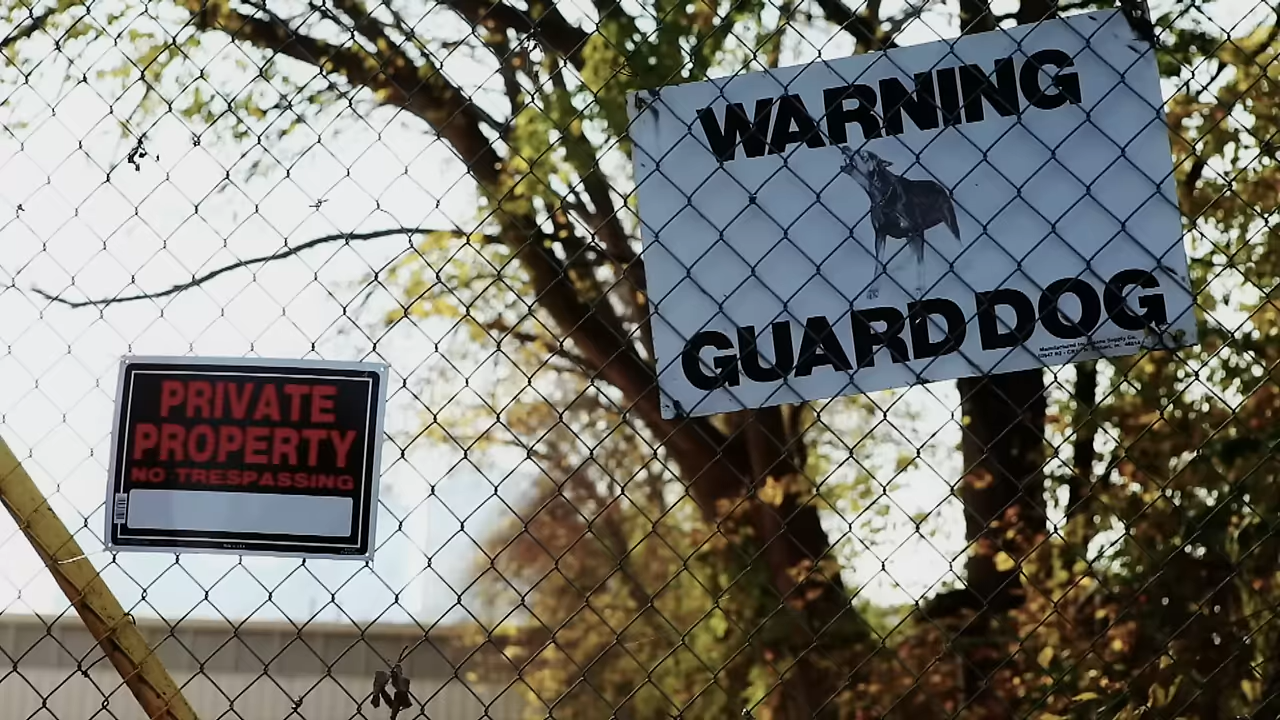 WARNING
GUARD DOG
PRIVATE
PROPERTY
NO TRESPASSING